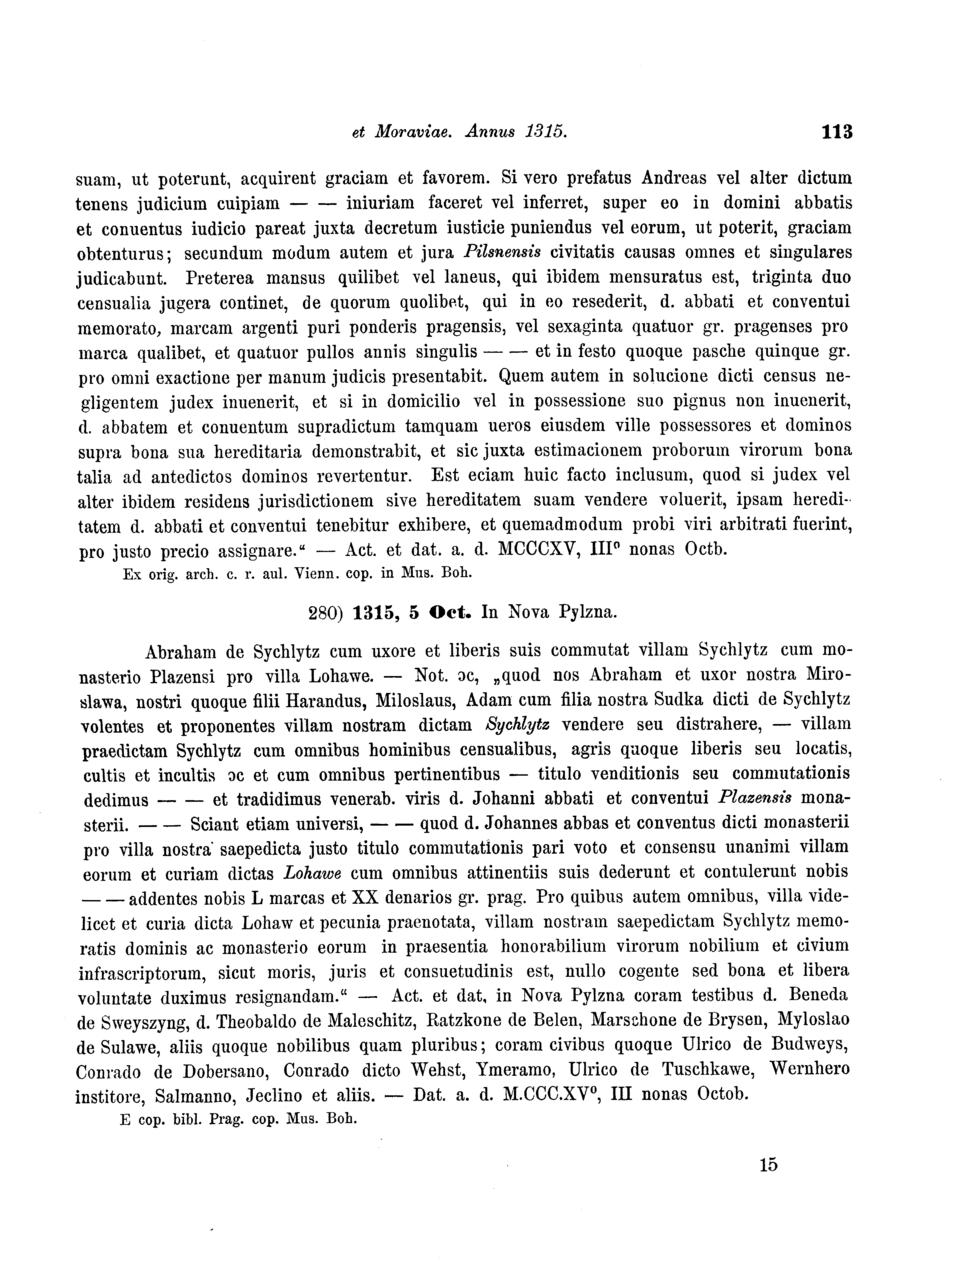 et Moraviae. Annus 1315. 113
suam, ut poterunt, acquirent graciam et favorem. Si vero prefatus Andreas vel alter dictum
tenens judicium cuipiam — — iniuriam faceret vel inferret, super eo in domini abbatis
et conuentus iudicio pareat juxta decretum iusticie puniendus vel eorum, ut poterit, graciam
obtenturus; secundum modum autem et jura Pilsnensis civitatis causas omnes et singulares
judicabunt. Preterea mansus quilibet vel laneus, qui ibidem mensuratus est, triginta duo
censualia jugera continet, de quorum quolibet, qui in eo resederit, d. abbati et conventui
memorato, marcam argenti puri ponderis pragensis, vel sexaginta quatuor gr. pragenses pro
marca qualibet, et quatuor pullos annis singulis — — et in festo quoque pasche quinque gr.
pro omni exactione per manum judicis presentabit. Quem autem in solucione dicti census ne-
gligentem judex inuenerit, et si in domicilio vel in possessione suo pignus non inuenerit,
d. abbatem et conuentum supradictum tamquam ueros eiusdem ville possessores et dominos
supra bona sua hereditaria demonstrabit, et sic juxta estimacionem proborum virorum bona
talia ad antedictos dominos revertentur. Est eciam huic facto inclusum, quod si judex vel
alter ibidem residens jurisdictionem sive hereditatem suam vendere voluerit, ipsam heredi-
tatem d. abbati et conventui tenebitur exhibere, et quemadmodum probi viri arbitrati fuerint,
pro justo precio assignare.“ — Act. et dat. a. d. MCCCXV, III⁰ nonas Octb.
Ex orig. arch. c. r. aul. Vienn. cop. in Mus. Boh.
280) 1315, 5 Oct. In Nova Pylzna.
Abraham de Sychlytz cum uxore et liberis suis commutat villam Sychlytz cum mo-
nasterio Plazensi pro villa Lohawe. — Not. ɔc, „quod nos Abraham et uxor nostra Miro-
slawa, nostri quoque filii Harandus, Miloslaus, Adam cum filia nostra Sudka dicti de Sychlytz
volentes et proponentes villam nostram dictam Sychlytz vendere seu distrahere, — villam
praedictam Sychlytz cum omnibus hominibus censualibus, agris quoque liberis seu locatis,
cultis et incultis ɔc et cum omnibus pertinentibus — titulo venditionis seu commutationis
dedimus — — et tradidimus venerab. viris d. Johanni abbati et conventui Plazensis mona-
sterii. — — Sciant etiam universi, — — quod d. Johannes abbas et conventus dicti monasterii
pro villa nostra saepedicta justo titulo commutationis pari voto et consensu unanimi villam
eorum et curiam dictas Lohawe cum omnibus attinentiis suis dederunt et contulerunt nobis
— — addentes nobis L marcas et XX denarios gr. prag. Pro quibus autem omnibus, villa vide-
licet et curia dicta Lohaw et pecunia praenotata, villam nostram saepedictam Sychlytz memo-
ratis dominis ac monasterio eorum in praesentia honorabilium virorum nobilium et civium
infrascriptorum, sicut moris, juris et consuetudinis est, nullo cogente sed bona et libera
voluntate duximus resignandam.“ — Act. et dat. in Nova Pylzna coram testibus d. Beneda
de Sweyszyng, d. Theobaldo de Maleschitz, Ratzkone de Belen, Marschone de Brysen, Myloslao
de Sulawe, aliis quoque nobilibus quam pluribus; coram civibus quoque Ulrico de Budweys,
Conrado de Dobersano, Conrado dicto Wehst, Ymeramo, Ulrico de Tuschkawe, Wernhero
institore, Salmanno, Jeclino et aliis. — Dat. a. d. M.CCC.XV⁰, III nonas Octob.
E cop. bibl. Prag. cop. Mus. Boh.
15